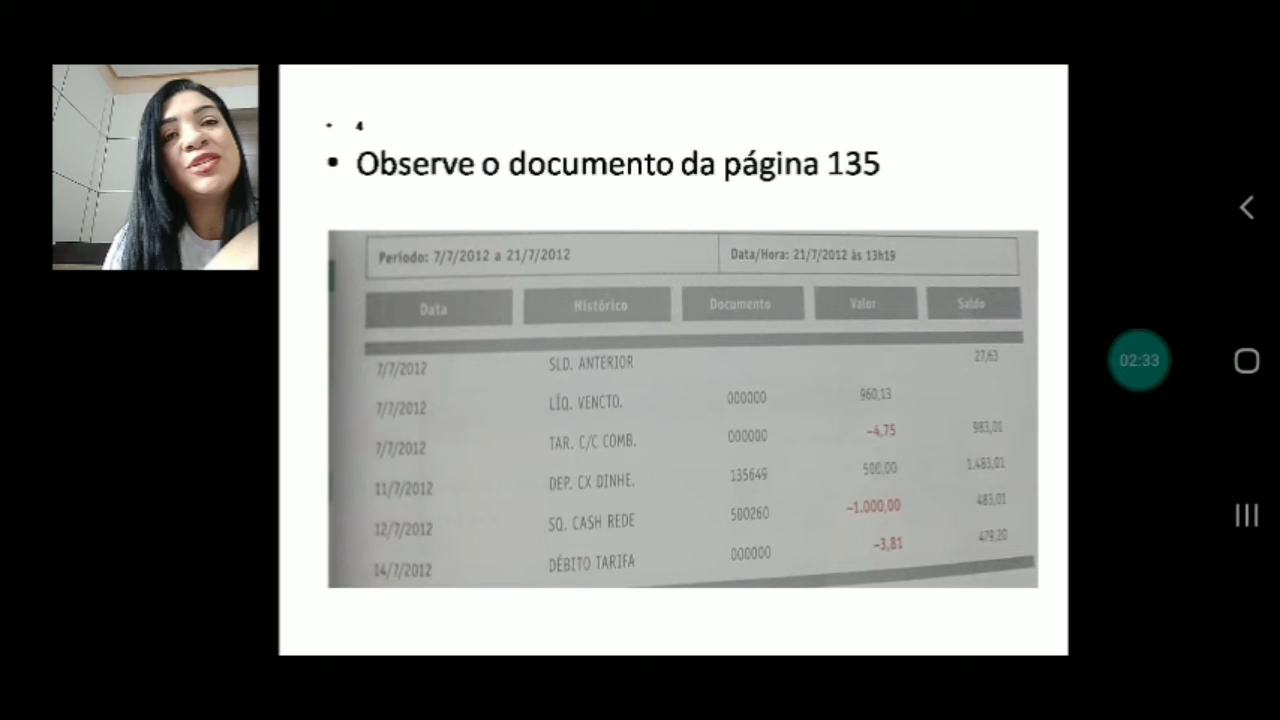 4
• Observe o documento da página 135
Período: 7/7/2012 a 21/7/2012 Data/Hora: 21/7/2012 às 13h19
Data Histórico Documento Valor Saldo
7/7/2012 SLD. ANTERIOR 27,63
7/7/2012 LÍQ. VENCTO. 000000 960,13
7/7/2012 TAR. C/C COMB. 000000 -4,75 983,01
11/7/2012 DEP. CX DINHE. 135649 500,00 1.483,01
12/7/2012 SQ. CASH REDE 500260 -1.000,00 483,01
14/7/2012 DÉBITO TARIFA 000000 -3,81 479,20
02:33